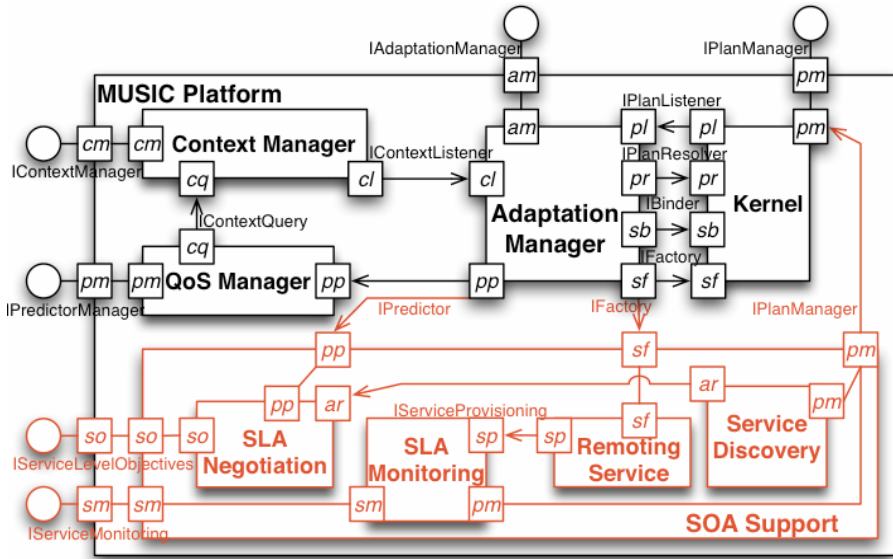 IAdaptationManager
IPlanManager
am
pm
MUSIC Platform
IPlanListener
cm
cm
Context Manager
am
pl
pl
pm
IContextManager
IContextListener
IPlanResolver
cq
cl
cl
pr
pr
Adaptation
Manager
Kernel
IContextQuery
IBinder
cq
sb
sb
IFactory
pm
pm
QoS Manager
pp
pp
sf
sf
IPredictorManager
IPredictor
IFactory
IPlanManager
pp
sf
pm
pp
ar
ar
pm
IServiceProvisioning
sf
so
so
so
SLA
Negotiation
SLA
Monitoring
sp
sp
Remoting
Service
Service
Discovery
IServiceLevelObjectives
sm
sm
sm
pm
SOA Support
IServiceMonitoring